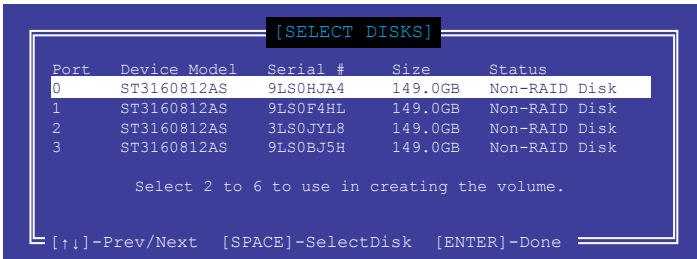 [SELECT DISKS]
Port Device Model Serial # Size Status
0 ST3160812AS 9LS0HJA4 149.0GB Non-RAID Disk
1 ST3160812AS 9LS0F4HL 149.0GB Non-RAID Disk
2 ST3160812AS 3LS0JYL8 149.0GB Non-RAID Disk
3 ST3160812AS 9LS0BJ5H 149.0GB Non-RAID Disk
Select 2 to 6 to use in creating the volume.
[↑↓]-Prev/Next [SPACE]-SelectDisk [ENTER]-Done